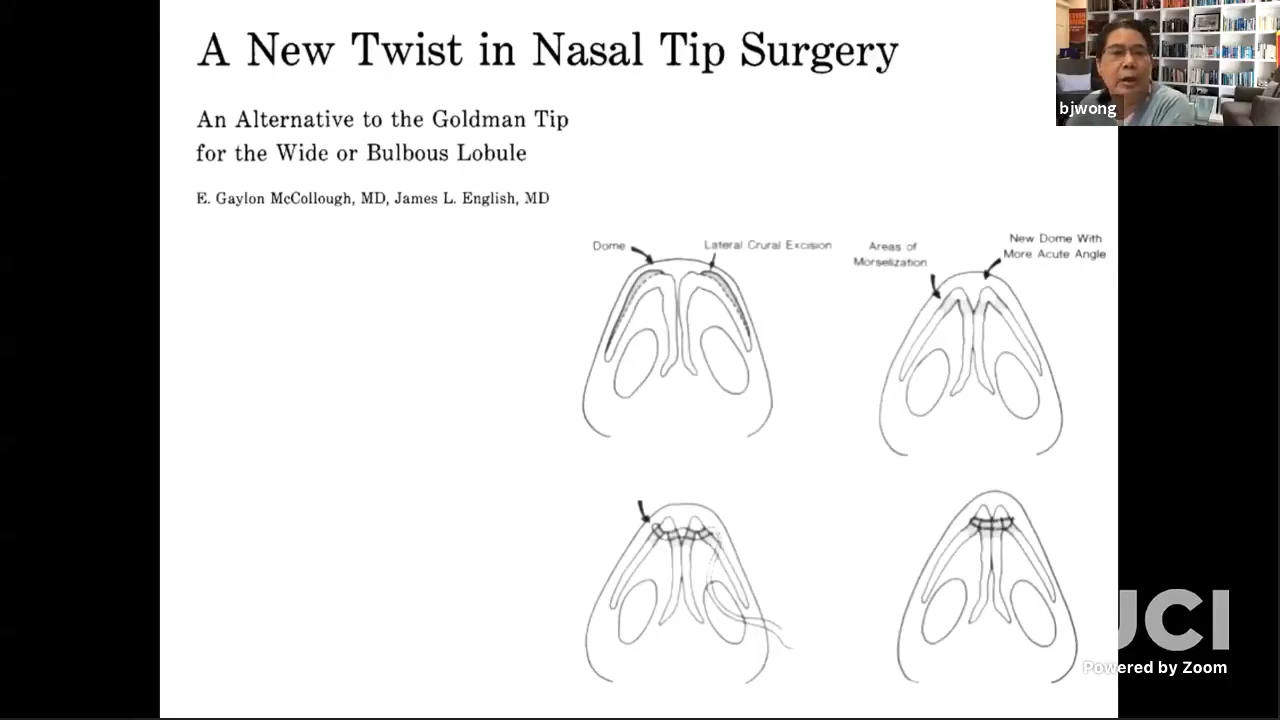 A New Twist in Nasal Tip Surgery
An Alternative to the Goldman Tip
for the Wide or Bulbous Lobule
E. Gaylon McCollough, MD, James L. English, MD
bjwong
Dome
Lateral Crural Excision
Areas of
Morselization
New Dome With
More Acute Angle
UCI
Powered by Zoom